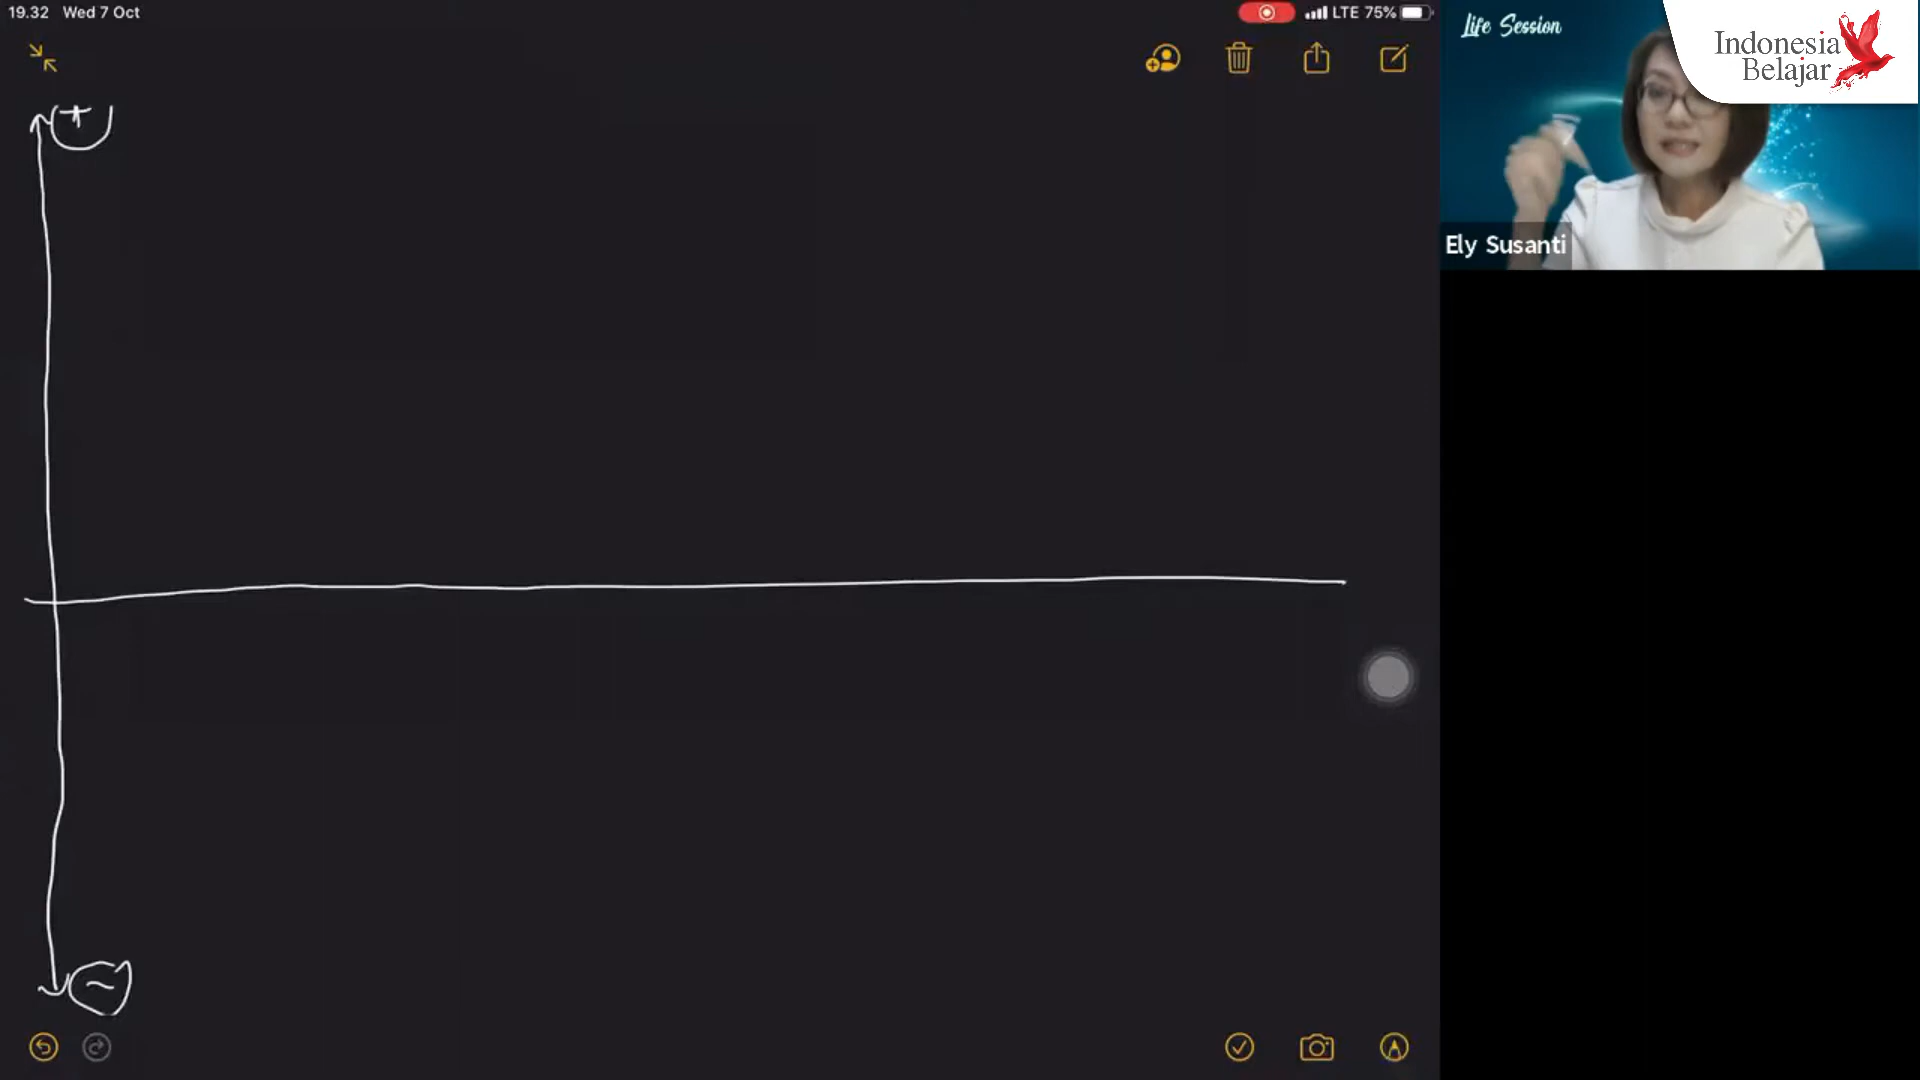 19.32 Wed 7 Oct
LTE 75%
Life Session
Indonesia
Belajar
+
Ely Susanti
-